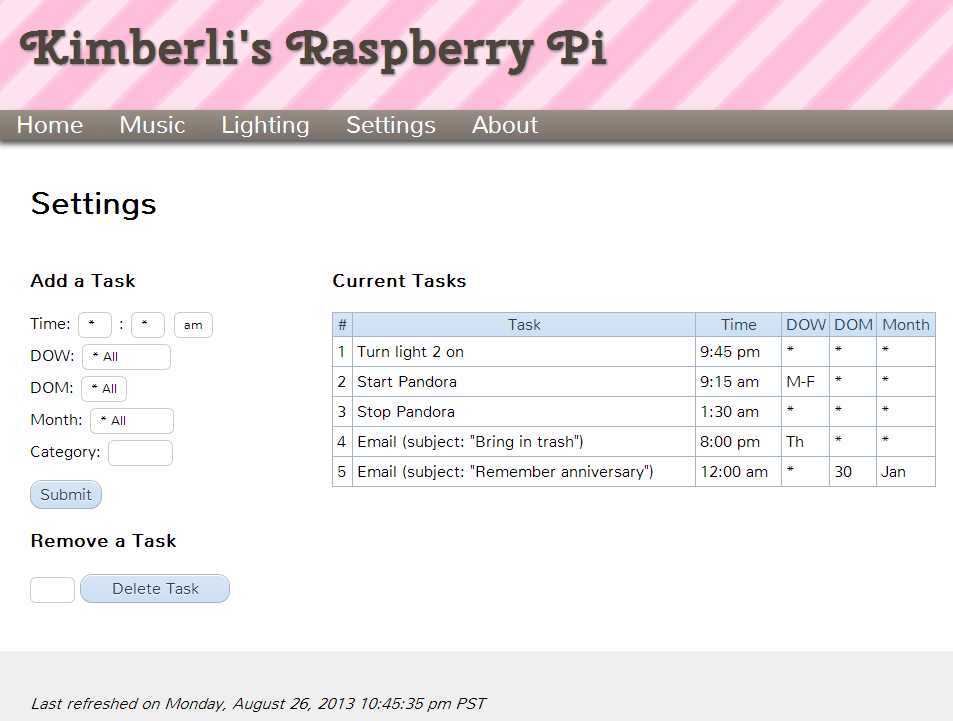 Kimberli's Raspberry Pi
Home Music Lighting Settings About
Settings
Add a Task
Time: * : * am
DOW: * All
DOM: * All
Month: * All
Category:
Submit
Remove a Task
Delete Task
Current Tasks
# Task Time DOW DOM Month
1 Turn light 2 on 9:45 pm * * *
2 Start Pandora 9:15 am M-F * *
3 Stop Pandora 1:30 am * * *
4 Email (subject: "Bring in trash") 8:00 pm Th * *
5 Email (subject: "Remember anniversary") 12:00 am * 30 Jan
Last refreshed on Monday, August 26, 2013 10:45:35 pm PST